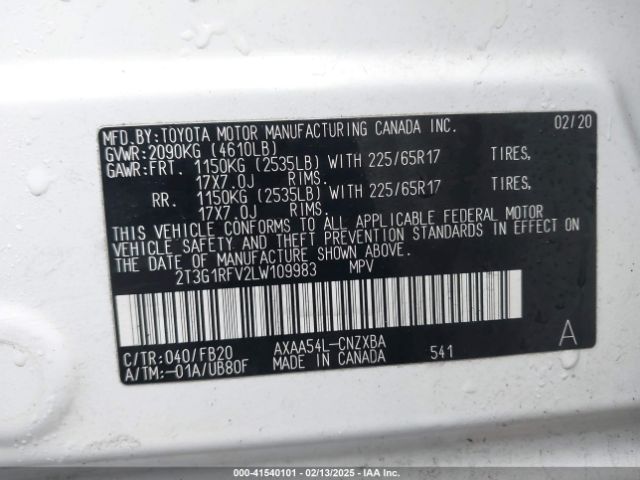 MFD.BY:TOYOTA MOTOR MANUFACTURING CANADA INC. 02/20
GVWR:2090KG (4610LB)
GAWR:FRT. 1150KG (2535LB) WITH 225/65R17 TIRES,
17X7.0J RIMS.
RR. 1150KG (2535LB) WITH 225/65R17 TIRES,
17X7.0J RIMS.
THIS VEHICLE CONFORMS TO ALL APPLICABLE FEDERAL MOTOR
VEHICLE SAFETY AND THEFT PREVENTION STANDARDS IN EFFECT ON
THE DATE OF MANUFACTURE SHOWN ABOVE.
2T3G1RFV2LW109983 MPV
C/TR:040/FB20 AXAA54L-CNZXBA A
A/TM:-01A/UB80F MADE IN CANADA 541
000-41540101 - 02/13/2025 - IAA Inc.